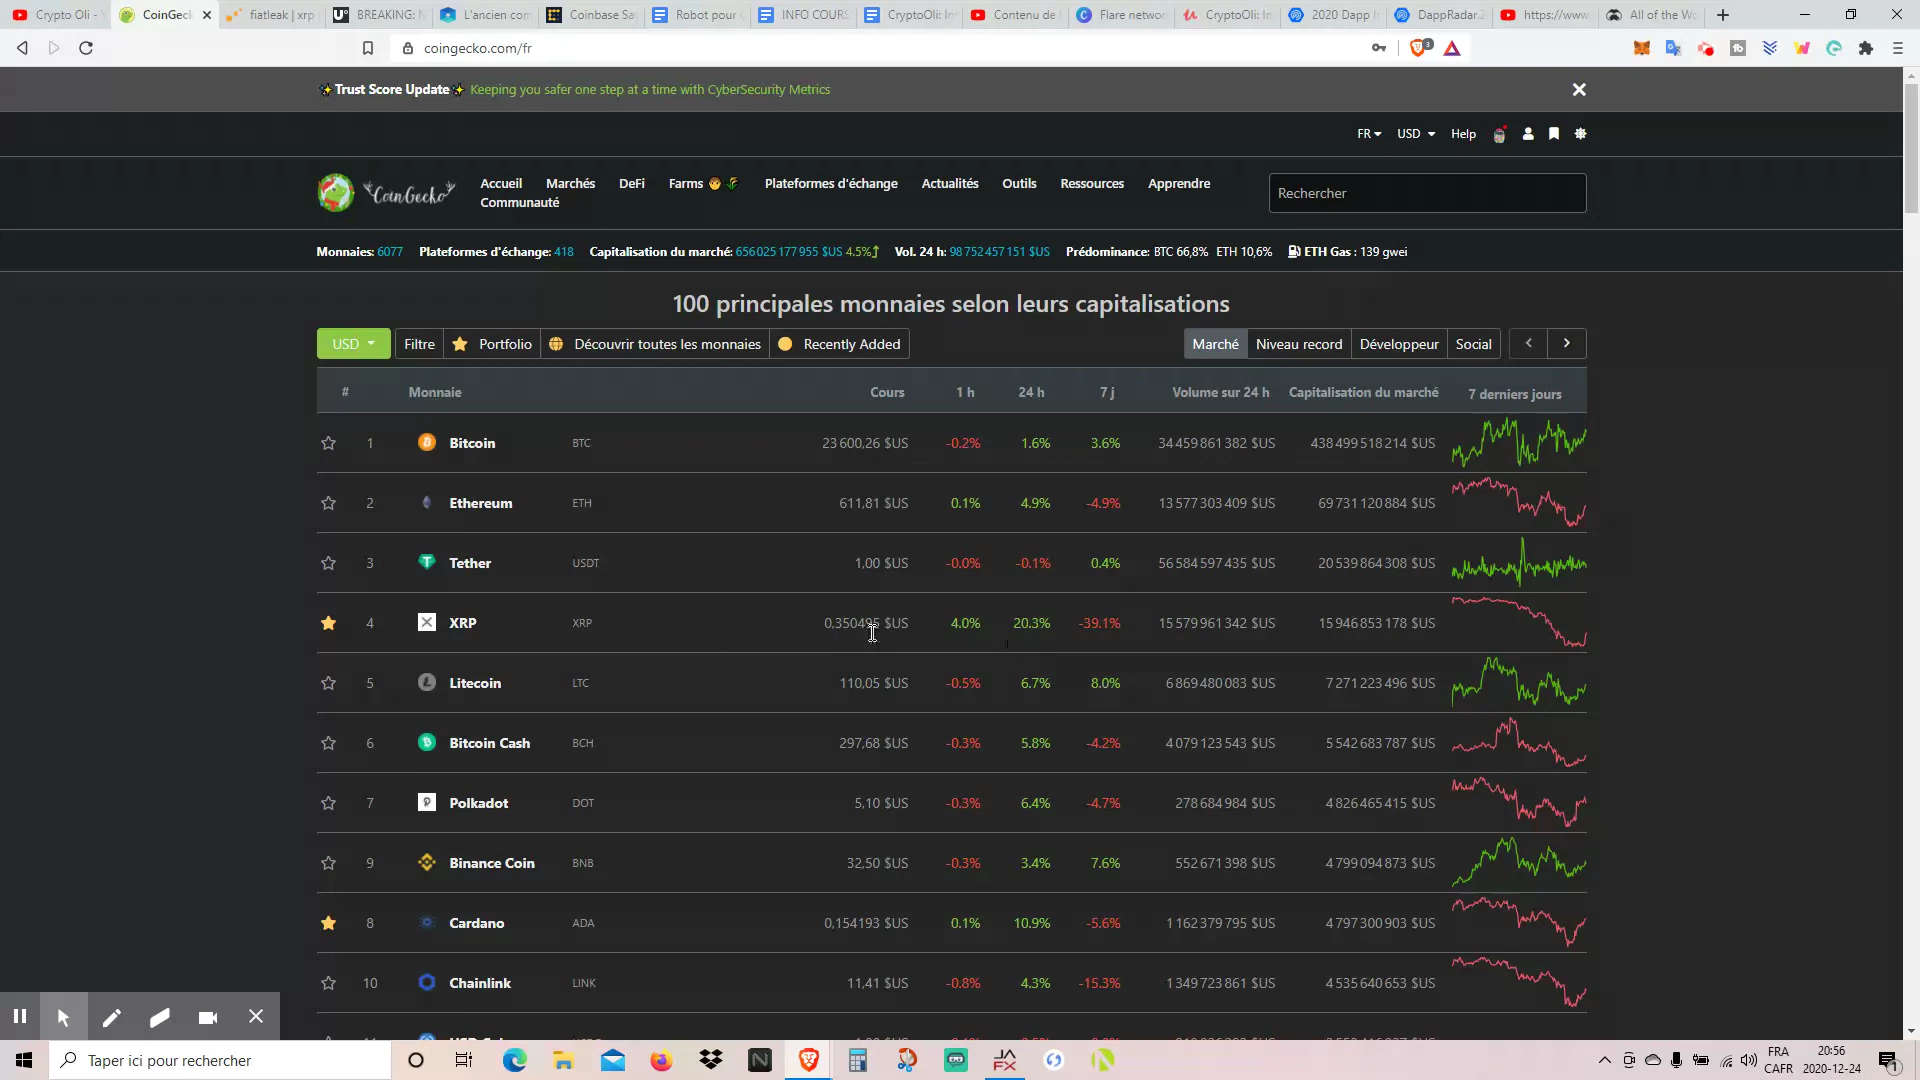 Crypto Oli -
CoinGeck
fiatleak | xrp
BREAKING: N
L'ancien com
Coinbase Sa
Robot pour
INFO COURS
CryptoOli: In
Contenu de
Flare networ
CryptoOli: In
2020 Dapp I
DappRadar.
https://www
All of the Wo
coingecko.com/fr
Trust Score Update Keeping you safer one step at a time with CyberSecurity Metrics
FR USD Help
CoinGecko
Accueil Marchés DeFi Farms Plateformes d'échange Actualités Outils Ressources Apprendre
Communauté
Rechercher
Monnaies: 6077 Plateformes d'échange: 418 Capitalisation du marché: 656 025 177 955 $US 4.5% Vol. 24 h: 98 752 457 151 $US Prédominance: BTC 66,8% ETH 10,6% ETH Gas : 139 gwei
100 principales monnaies selon leurs capitalisations
USD Filtre Portfolio Découvrir toutes les monnaies Recently Added Marché Niveau record Développeur Social
# Monnaie Cours 1 h 24 h 7 j Volume sur 24 h Capitalisation du marché 7 derniers jours
1 Bitcoin BTC 23 600,26 $US -0.2% 1.6% 3.6% 34 459 861 382 $US 438 499 518 214 $US
2 Ethereum ETH 611,81 $US 0.1% 4.9% -4.9% 13 577 303 409 $US 69 731 120 884 $US
3 Tether USDT 1,00 $US -0.0% -0.1% 0.4% 56 584 597 435 $US 20 539 864 308 $US
4 XRP XRP 0,350495 $US 4.0% 20.3% -39.1% 15 579 961 342 $US 15 946 853 178 $US
5 Litecoin LTC 110,05 $US -0.5% 6.7% 8.0% 6 869 480 083 $US 7 271 223 496 $US
6 Bitcoin Cash BCH 297,68 $US -0.3% 5.8% -4.2% 4 079 123 543 $US 5 542 683 787 $US
7 Polkadot DOT 5,10 $US -0.3% 6.4% -4.7% 278 684 984 $US 4 826 465 415 $US
9 Binance Coin BNB 32,50 $US -0.3% 3.4% 7.6% 552 671 398 $US 4 799 094 873 $US
8 Cardano ADA 0,154193 $US 0.1% 10.9% -5.6% 1 162 379 795 $US 4 797 300 903 $US
10 Chainlink LINK 11,41 $US -0.8% 4.3% -15.3% 1 349 723 861 $US 4 535 640 653 $US
Taper ici pour rechercher
JA
FX
FRA
CAFR
20:56
2020-12-24